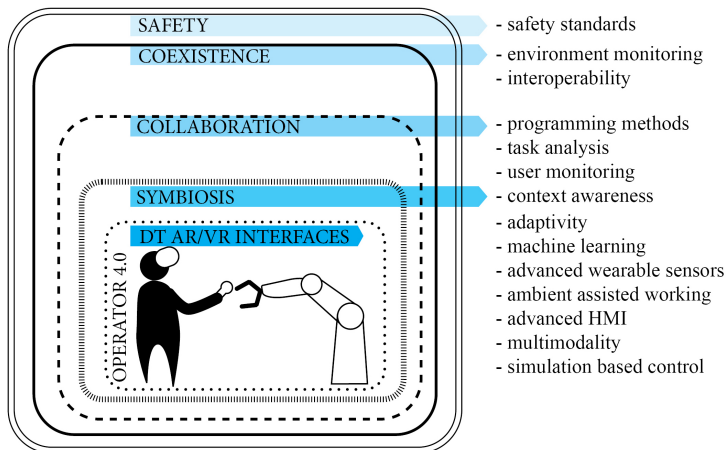 SAFETY
- safety standards
COEXISTENCE
- environment monitoring
- interoperability
COLLABORATION
- programming methods
- task analysis
- user monitoring
SYMBIOSIS
- context awareness
- adaptivity
- machine learning
- advanced wearable sensors
- ambient assisted working
- advanced HMI
- multimodality
- simulation based control
DT AR/VR INTERFACES
OPERATOR 4.0